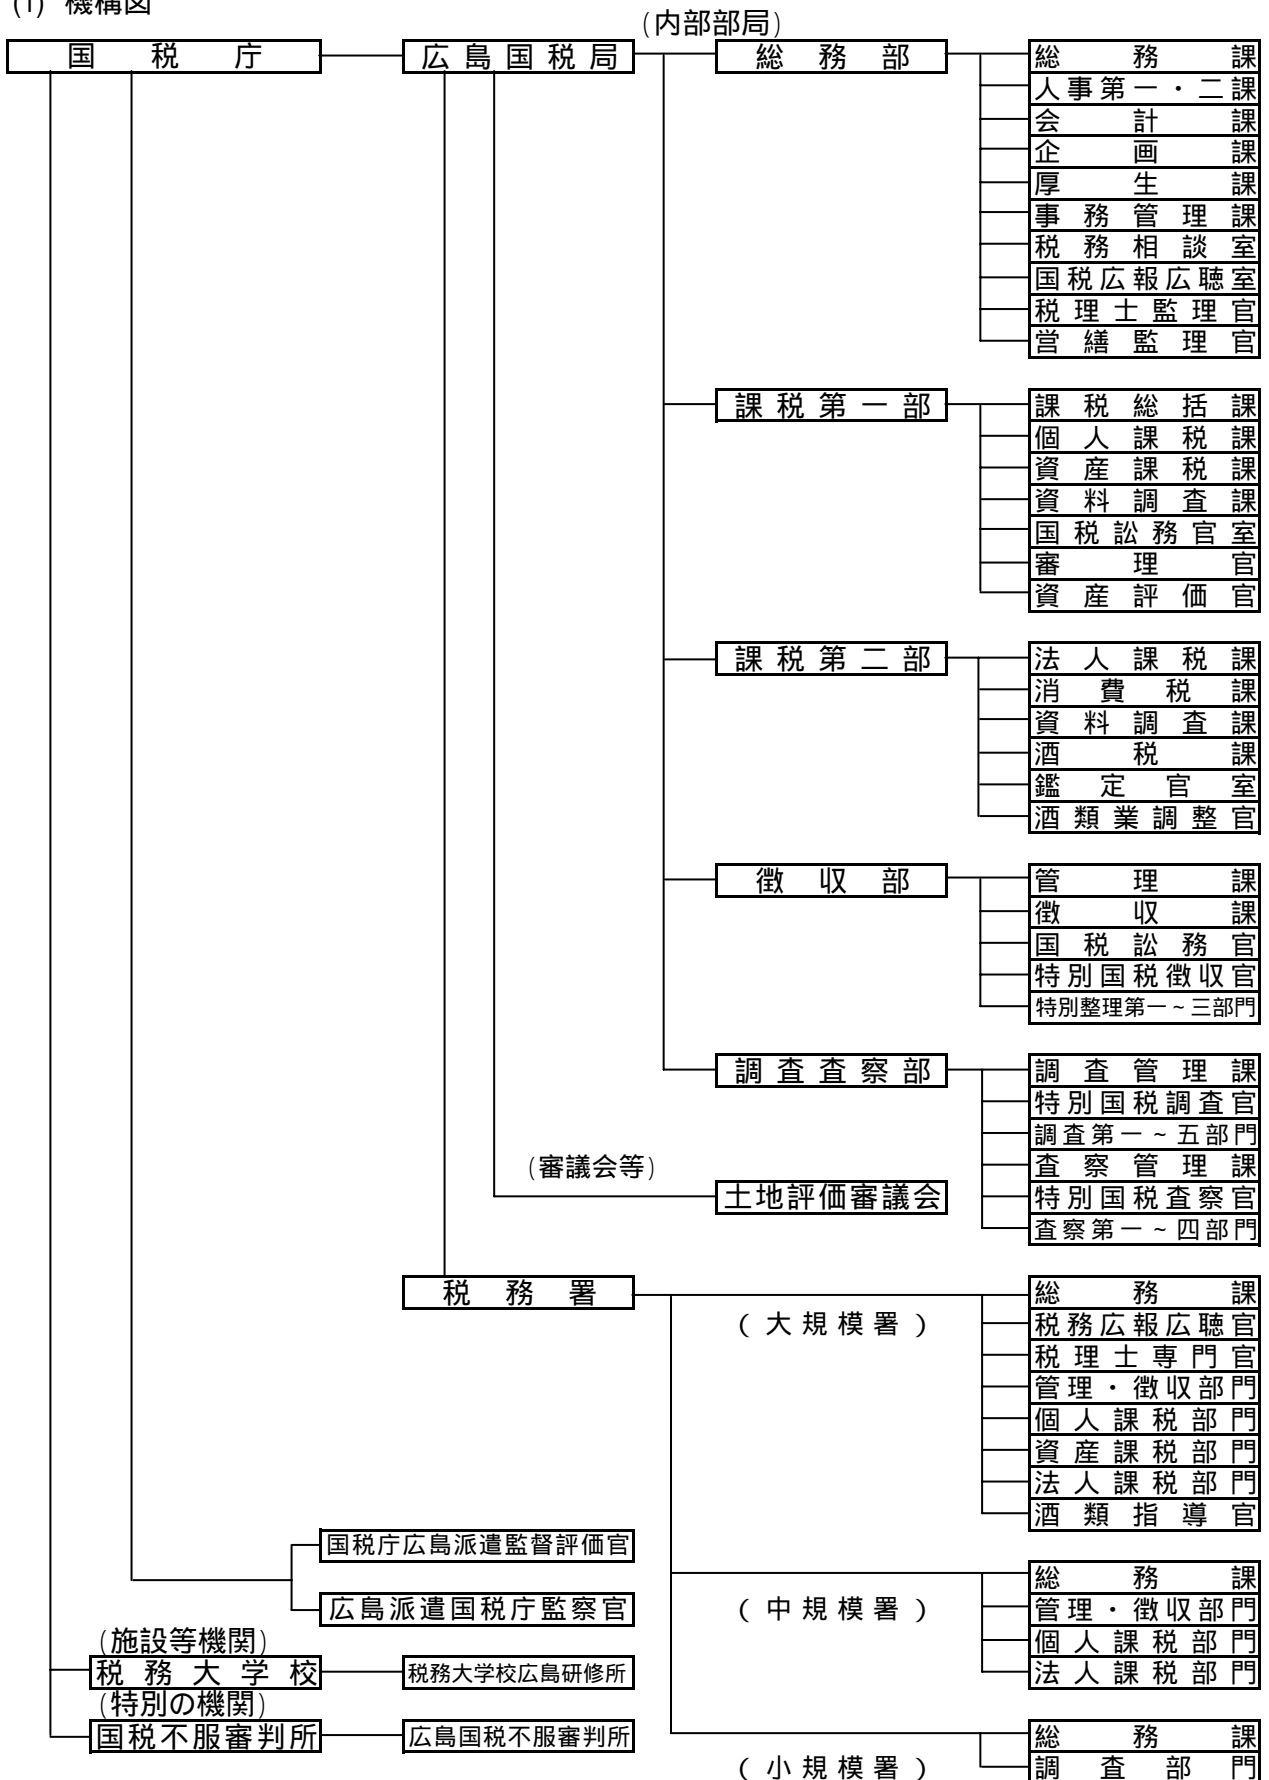 (1) 機構図
(内部部局)
国税庁
広島国税局
総務部
総務課
人事第一・二課
会計課
企画課
厚生課
事務管理課
税務相談室
国税広報広聴室
税理士監理官
営繕監理官
課税第一部
課税総括課
個人課税課
資産課税課
資料調査課
国税訟務官室
審理官
資産評価官
課税第二部
法人課税課
消費税課
資料調査課
酒税課
鑑定官室
酒類業調整官
徴収部
管理課
徴収課
国税訟務官
特別国税徴収官
特別整理第一~三部門
調査査察部
調査管理課
特別国税調査官
調査第一~五部門
査察管理課
特別国税査察官
査察第一~四部門
(審議会等)
土地評価審議会
税務署
(大規模署)
総務課
税務広報広聴官
税理士専門官
管理・徴収部門
個人課税部門
資産課税部門
法人課税部門
酒類指導官
国税庁広島派遣監督評価官
広島派遣国税庁監察官
(中規模署)
総務課
管理・徴収部門
個人課税部門
法人課税部門
(施設等機関)
税務大学校
税務大学校広島研修所
(特別の機関)
国税不服審判所
広島国税不服審判所
(小規模署)
総務課
調査部門